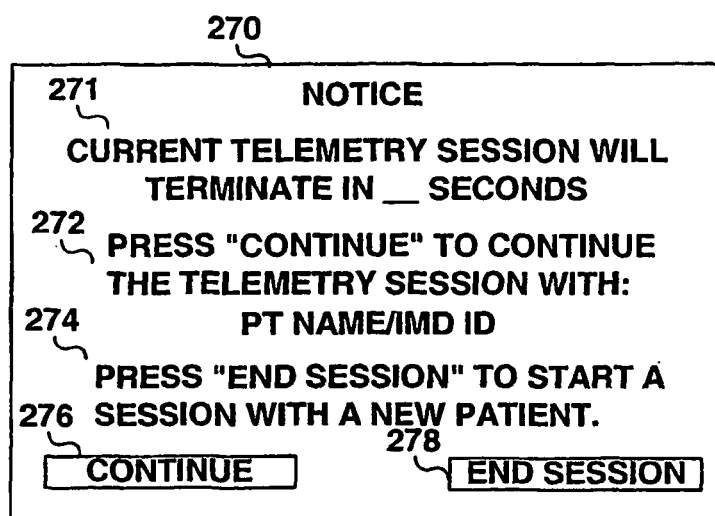 270
271 NOTICE
CURRENT TELEMETRY SESSION WILL
TERMINATE IN __ SECONDS
272
PRESS "CONTINUE" TO CONTINUE
THE TELEMETRY SESSION WITH:
274 PT NAME/IMD ID
PRESS "END SESSION" TO START A
276 SESSION WITH A NEW PATIENT.
278
CONTINUE END SESSION